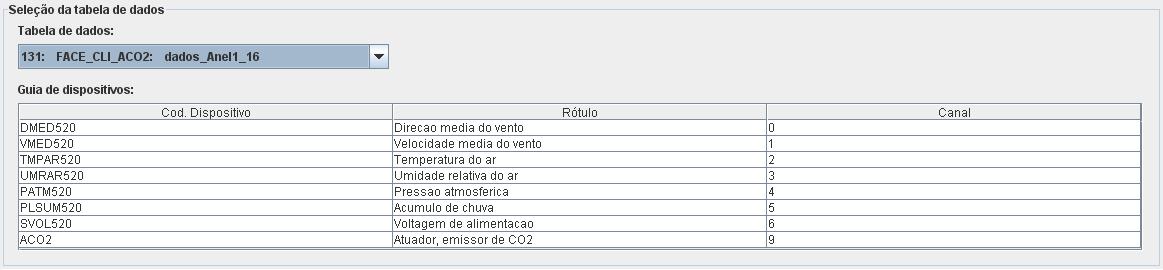 Seleção da tabela de dados
Tabela de dados:
131: FACE_CLI_ACO2: dados_Anel1_16
Guia de dispositivos:
Cod. Dispositivo Rótulo Canal
DMED520 Direcao media do vento 0
VMED520 Velocidade media do vento 1
TMPAR520 Temperatura do ar 2
UMRAR520 Umidade relativa do ar 3
PATM520 Pressao atmosferica 4
PLSUM520 Acumulo de chuva 5
SVOL520 Voltagem de alimentacao 6
ACO2 Atuador, emissor de CO2 9